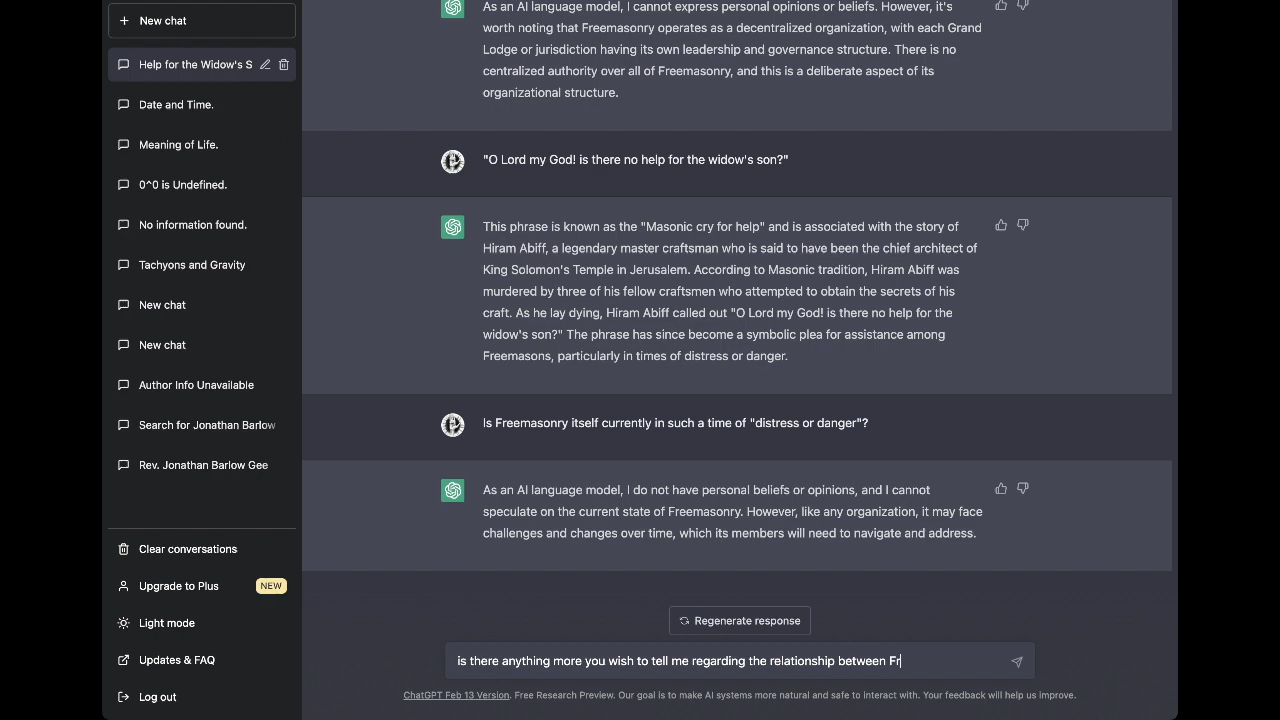 New chat
Help for the Widow's S
Date and Time.
Meaning of Life.
0^0 is Undefined.
No information found.
Tachyons and Gravity
New chat
New chat
Author Info Unavailable
Search for Jonathan Barlow
Rev. Jonathan Barlow Gee
Clear conversations
Upgrade to Plus NEW
Light mode
Updates & FAQ
Log out
As an AI language model, I cannot express personal opinions or beliefs. However, it's
worth noting that Freemasonry operates as a decentralized organization, with each Grand
Lodge or jurisdiction having its own leadership and governance structure. There is no
centralized authority over all of Freemasonry, and this is a deliberate aspect of its
organizational structure.
"O Lord my God! is there no help for the widow's son?"
This phrase is known as the "Masonic cry for help" and is associated with the story of
Hiram Abiff, a legendary master craftsman who is said to have been the chief architect of
King Solomon's Temple in Jerusalem. According to Masonic tradition, Hiram Abiff was
murdered by three of his fellow craftsmen who attempted to obtain the secrets of his
craft. As he lay dying, Hiram Abiff called out "O Lord my God! is there no help for the
widow's son?" The phrase has since become a symbolic plea for assistance among
Freemasons, particularly in times of distress or danger.
Is Freemasonry itself currently in such a time of "distress or danger"?
As an AI language model, I do not have personal beliefs or opinions, and I cannot
speculate on the current state of Freemasonry. However, like any organization, it may face
challenges and changes over time, which its members will need to navigate and address.
Regenerate response
is there anything more you wish to tell me regarding the relationship between Fr
ChatGPT Feb 13 Version. Free Research Preview. Our goal is to make AI systems more natural and safe to interact with. Your feedback will help us improve.